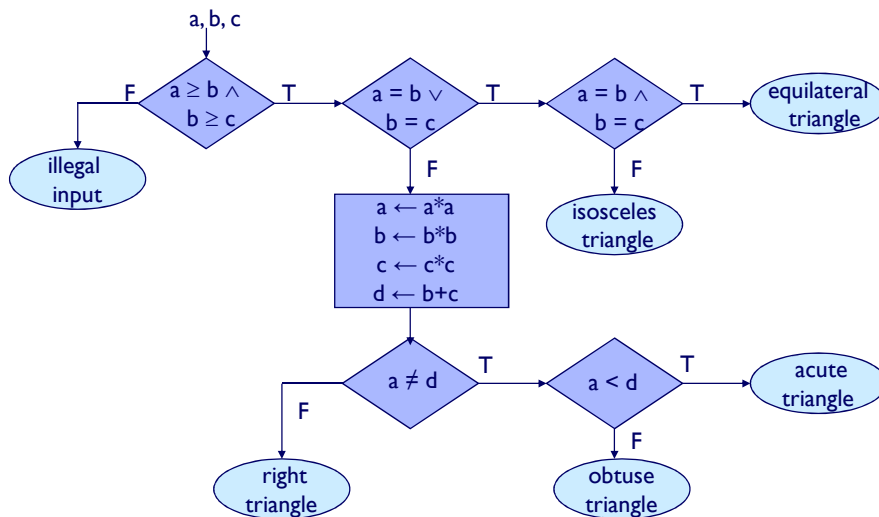 a, b, c
F
a ≥ b ∧
b ≥ c
T
a = b ∨
b = c
T
a = b ∧
b = c
T
equilateral
triangle
illegal
input
F
F
a ← a*a
b ← b*b
c ← c*c
d ← b+c
isosceles
triangle
a ≠ d
T
a < d
T
acute
triangle
F
F
right
triangle
obtuse
triangle